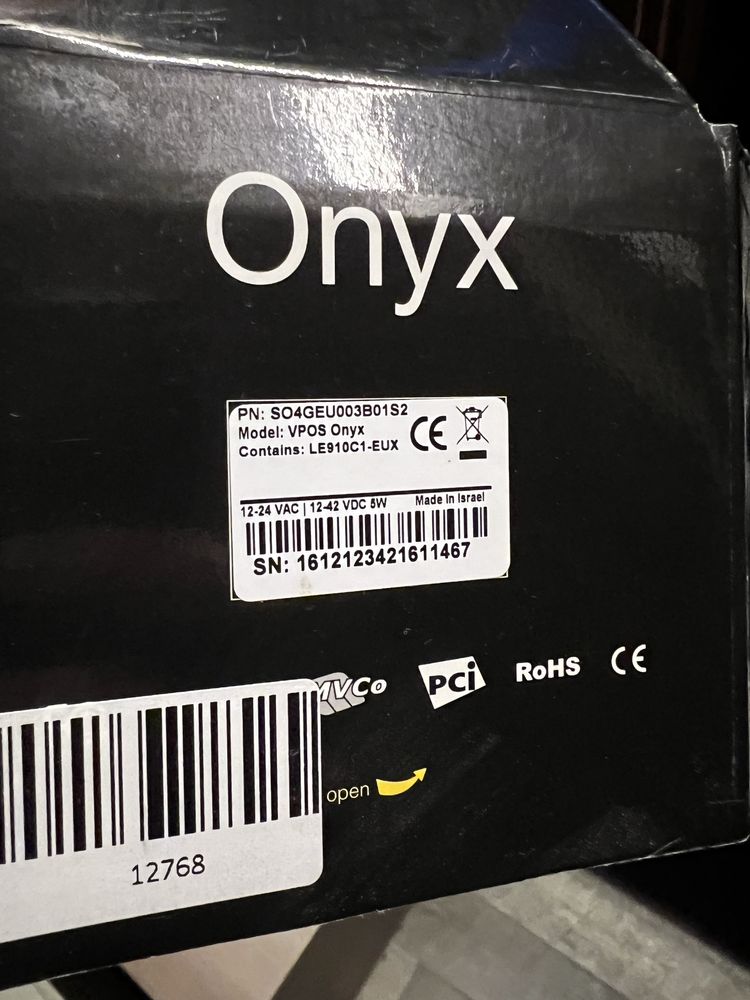 Onyx
PN: SO4GEU003B01S2
Model: VPOS Onyx
Contains: LE910C1-EUX
CE
12-24 VAC | 12-42 VDC 5W Made in Israel
SN: 1612123421611467
MVCo PCi RoHS CE
open
12768